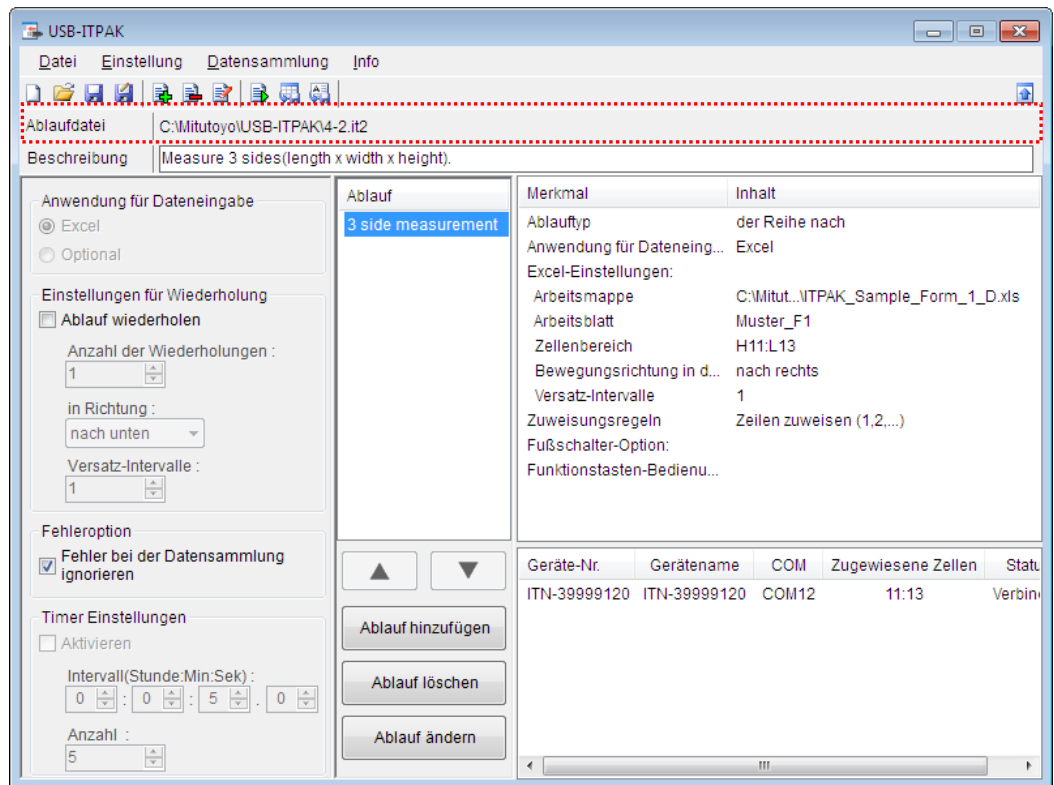 USB-ITPAK
Datei Einstellung Datensammlung Info
Ablaufdatei C:\Mitutoyo\USB-ITPAK\4-2.it2
Beschreibung Measure 3 sides(length x width x height).
Anwendung für Dateneingabe
Excel
Optional
Einstellungen für Wiederholung
Ablauf wiederholen
Anzahl der Wiederholungen :
1
in Richtung :
nach unten
Versatz-Intervalle :
1
Fehleroption
Fehler bei der Datensammlung
ignorieren
Timer Einstellungen
Aktivieren
Intervall(Stunde:Min:Sek) :
0 : 0 : 5 . 0
Anzahl :
5
Ablauf
3 side measurement
Ablauf hinzufügen
Ablauf löschen
Ablauf ändern
Merkmal Inhalt
Ablauftyp der Reihe nach
Anwendung für Dateneing... Excel
Excel-Einstellungen:
Arbeitsmappe C:\Mitut...\ITPAK_Sample_Form_1_D.xls
Arbeitsblatt Muster_F1
Zellenbereich H11:L13
Bewegungsrichtung in d... nach rechts
Versatz-Intervalle 1
Zuweisungsregeln Zeilen zuweisen (1,2,...)
Fußschalter-Option:
Funktionstasten-Bedienu...
Geräte-Nr. Gerätename COM Zugewiesene Zellen Statu
ITN-39999120 ITN-39999120 COM12 11:13 Verbin